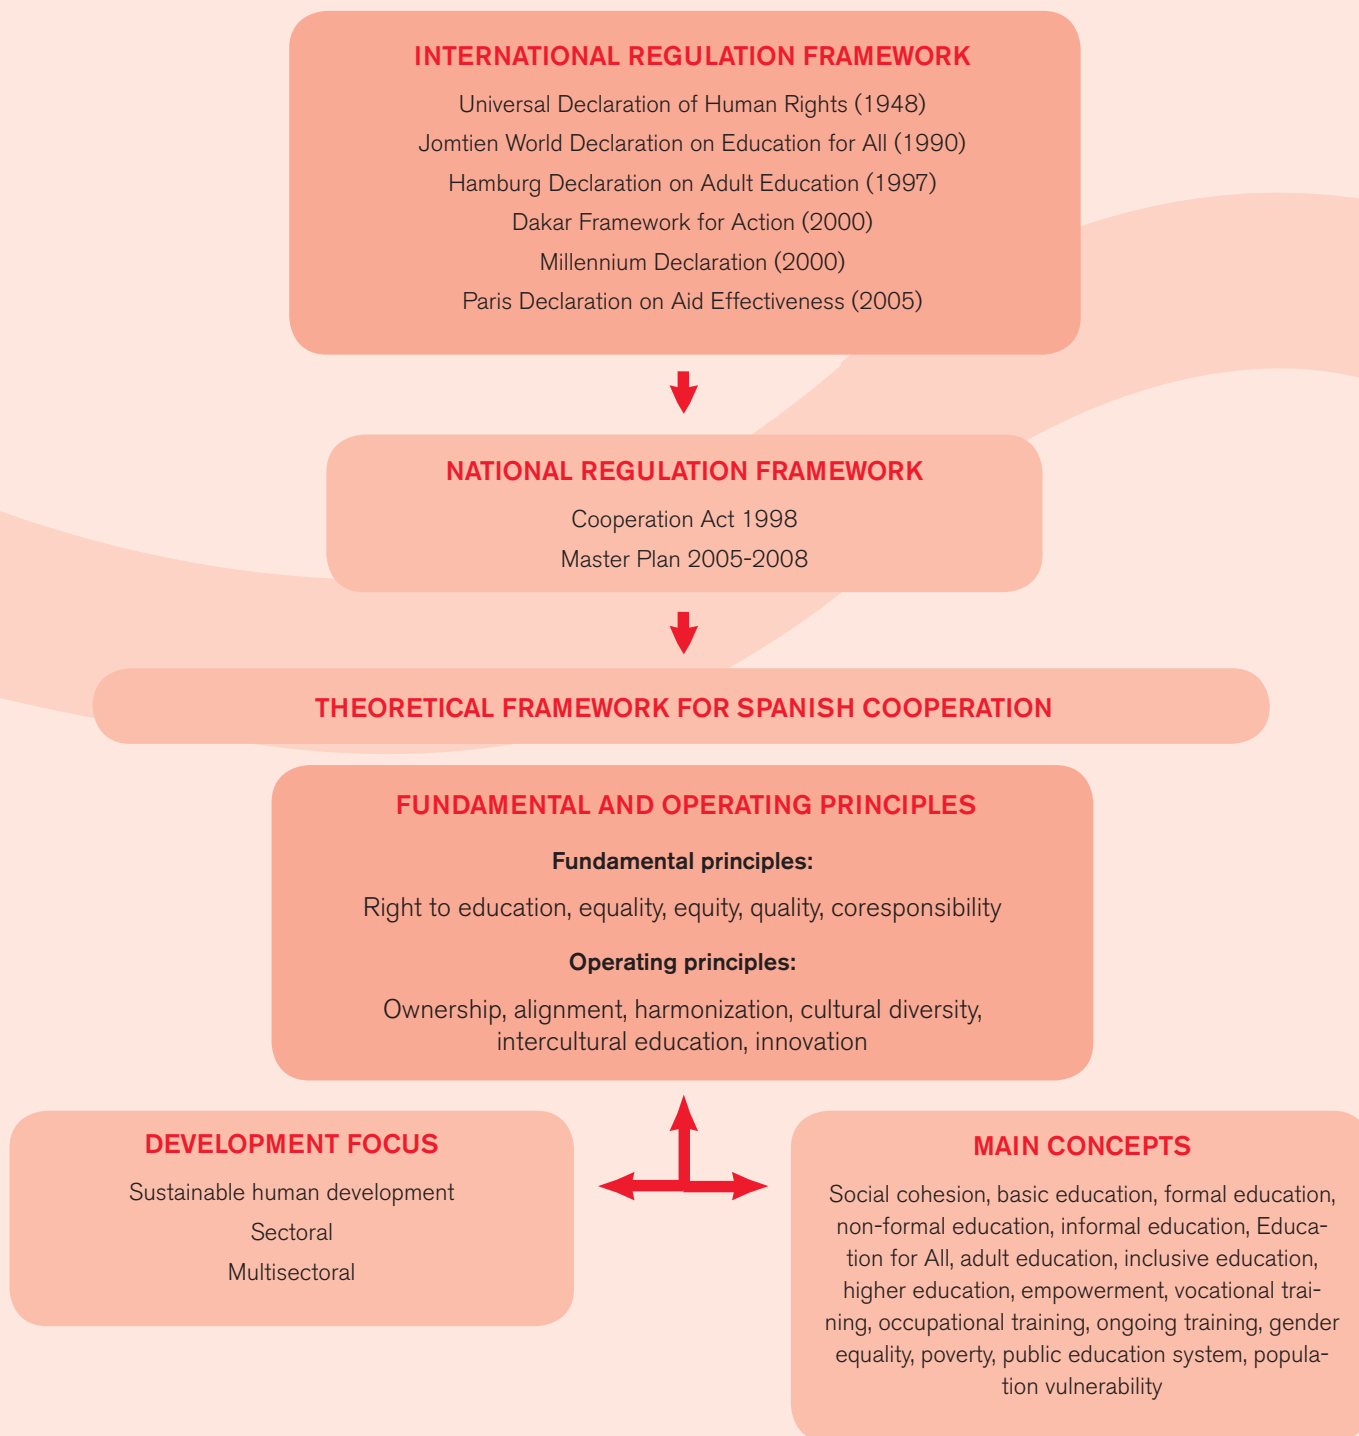 INTERNATIONAL REGULATION FRAMEWORK
Universal Declaration of Human Rights (1948)
Jomtien World Declaration on Education for All (1990)
Hamburg Declaration on Adult Education (1997)
Dakar Framework for Action (2000)
Millennium Declaration (2000)
Paris Declaration on Aid Effectiveness (2005)
NATIONAL REGULATION FRAMEWORK
Cooperation Act 1998
Master Plan 2005-2008
THEORETICAL FRAMEWORK FOR SPANISH COOPERATION
FUNDAMENTAL AND OPERATING PRINCIPLES
Fundamental principles:
Right to education, equality, equity, quality, coresponsibility
Operating principles:
Ownership, alignment, harmonization, cultural diversity,
intercultural education, innovation
DEVELOPMENT FOCUS
Sustainable human development
Sectoral
Multisectoral
MAIN CONCEPTS
Social cohesion, basic education, formal education,
non-formal education, informal education, Educa-
tion for All, adult education, inclusive education,
higher education, empowerment, vocational trai-
ning, occupational training, ongoing training, gender
equality, poverty, public education system, popula-
tion vulnerability